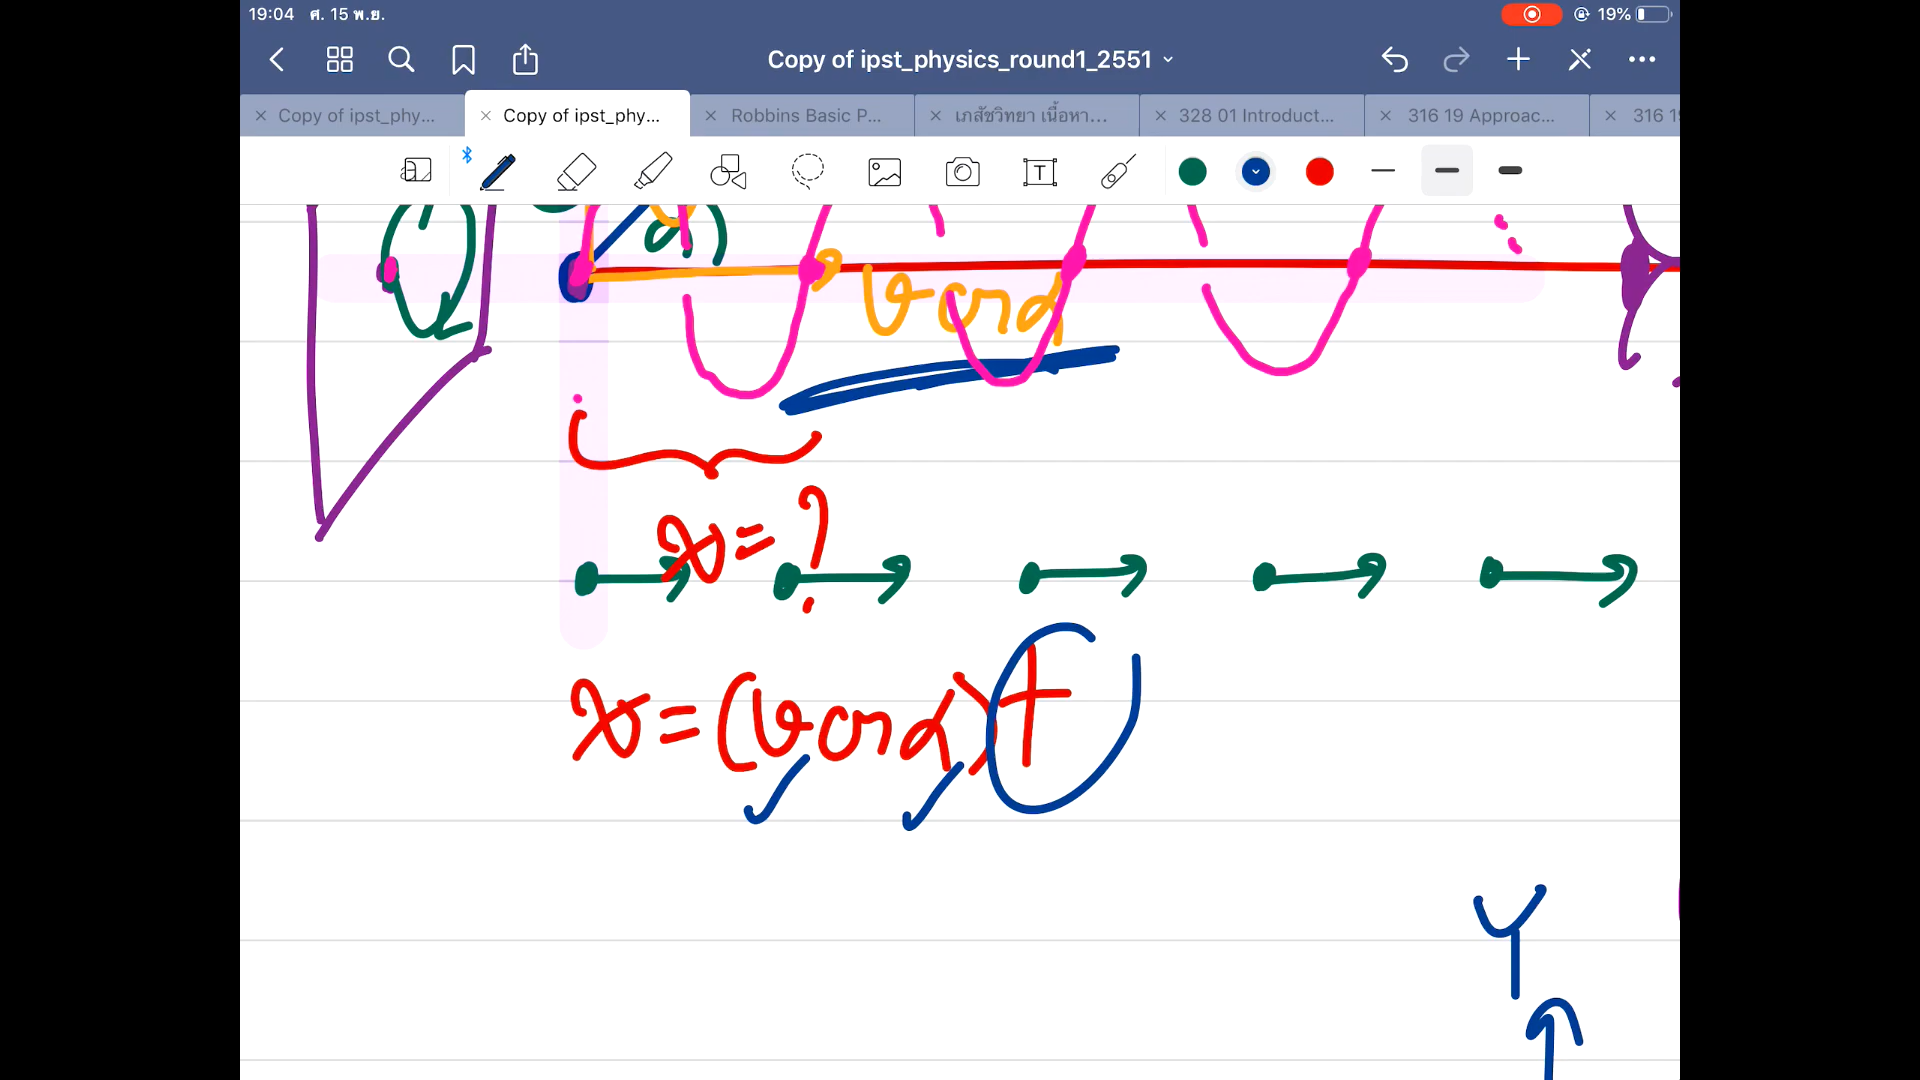 19:04 ศ. 15 พ.ย. 19%
Copy of ipst_physics_round1_2551
Copy of ipst_phy...
Copy of ipst_phy...
Robbins Basic P...
เภสัชวิทยา เนื้อหา...
328 01 Introduct...
316 19 Approac...
316 19
T
α
v cos α
x = ?
x = (v cos α) t
Y